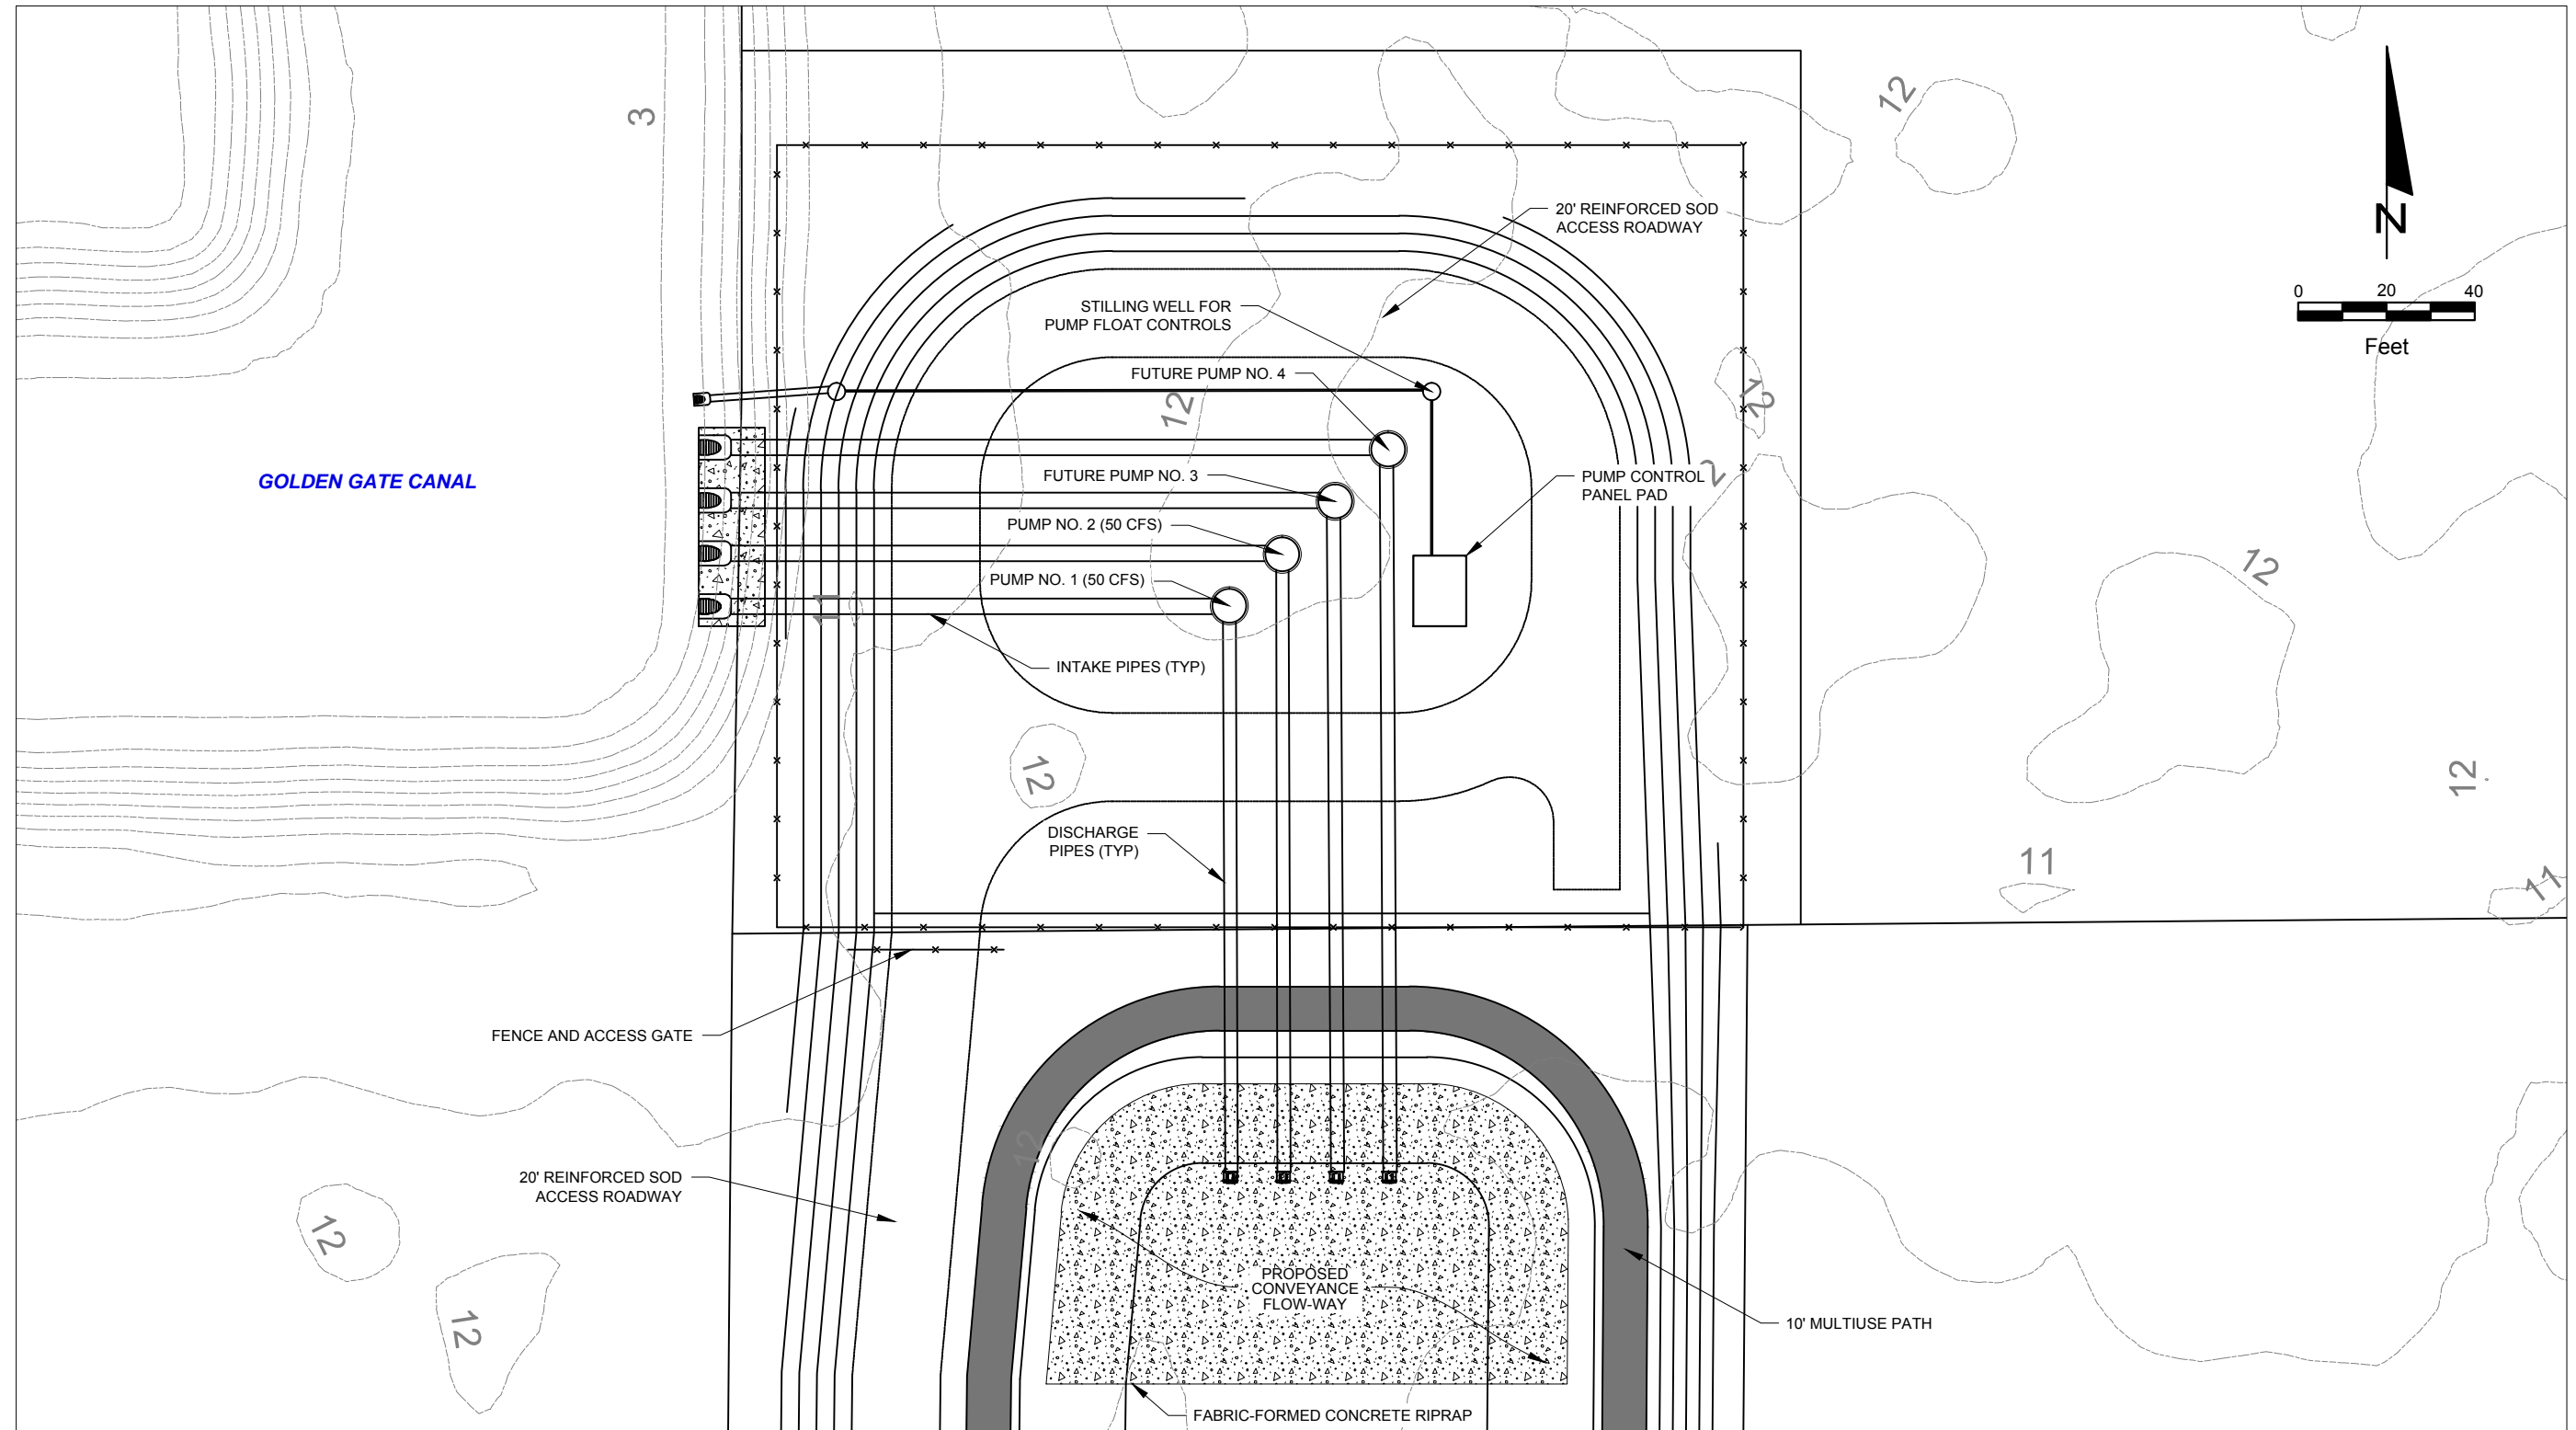 3
12
N
0 20 40
Feet
20' REINFORCED SOD
ACCESS ROADWAY
STILLING WELL FOR
PUMP FLOAT CONTROLS
FUTURE PUMP NO. 4
12
12
GOLDEN GATE CANAL
FUTURE PUMP NO. 3
PUMP CONTROL
PANEL PAD
2
PUMP NO. 2 (50 CFS)
PUMP NO. 1 (50 CFS)
12
11
INTAKE PIPES (TYP)
12
12
DISCHARGE
PIPES (TYP)
11
11
FENCE AND ACCESS GATE
12
20' REINFORCED SOD
ACCESS ROADWAY
12
PROPOSED
CONVEYANCE
FLOW-WAY
12
10' MULTIUSE PATH
FABRIC-FORMED CONCRETE RIPRAP